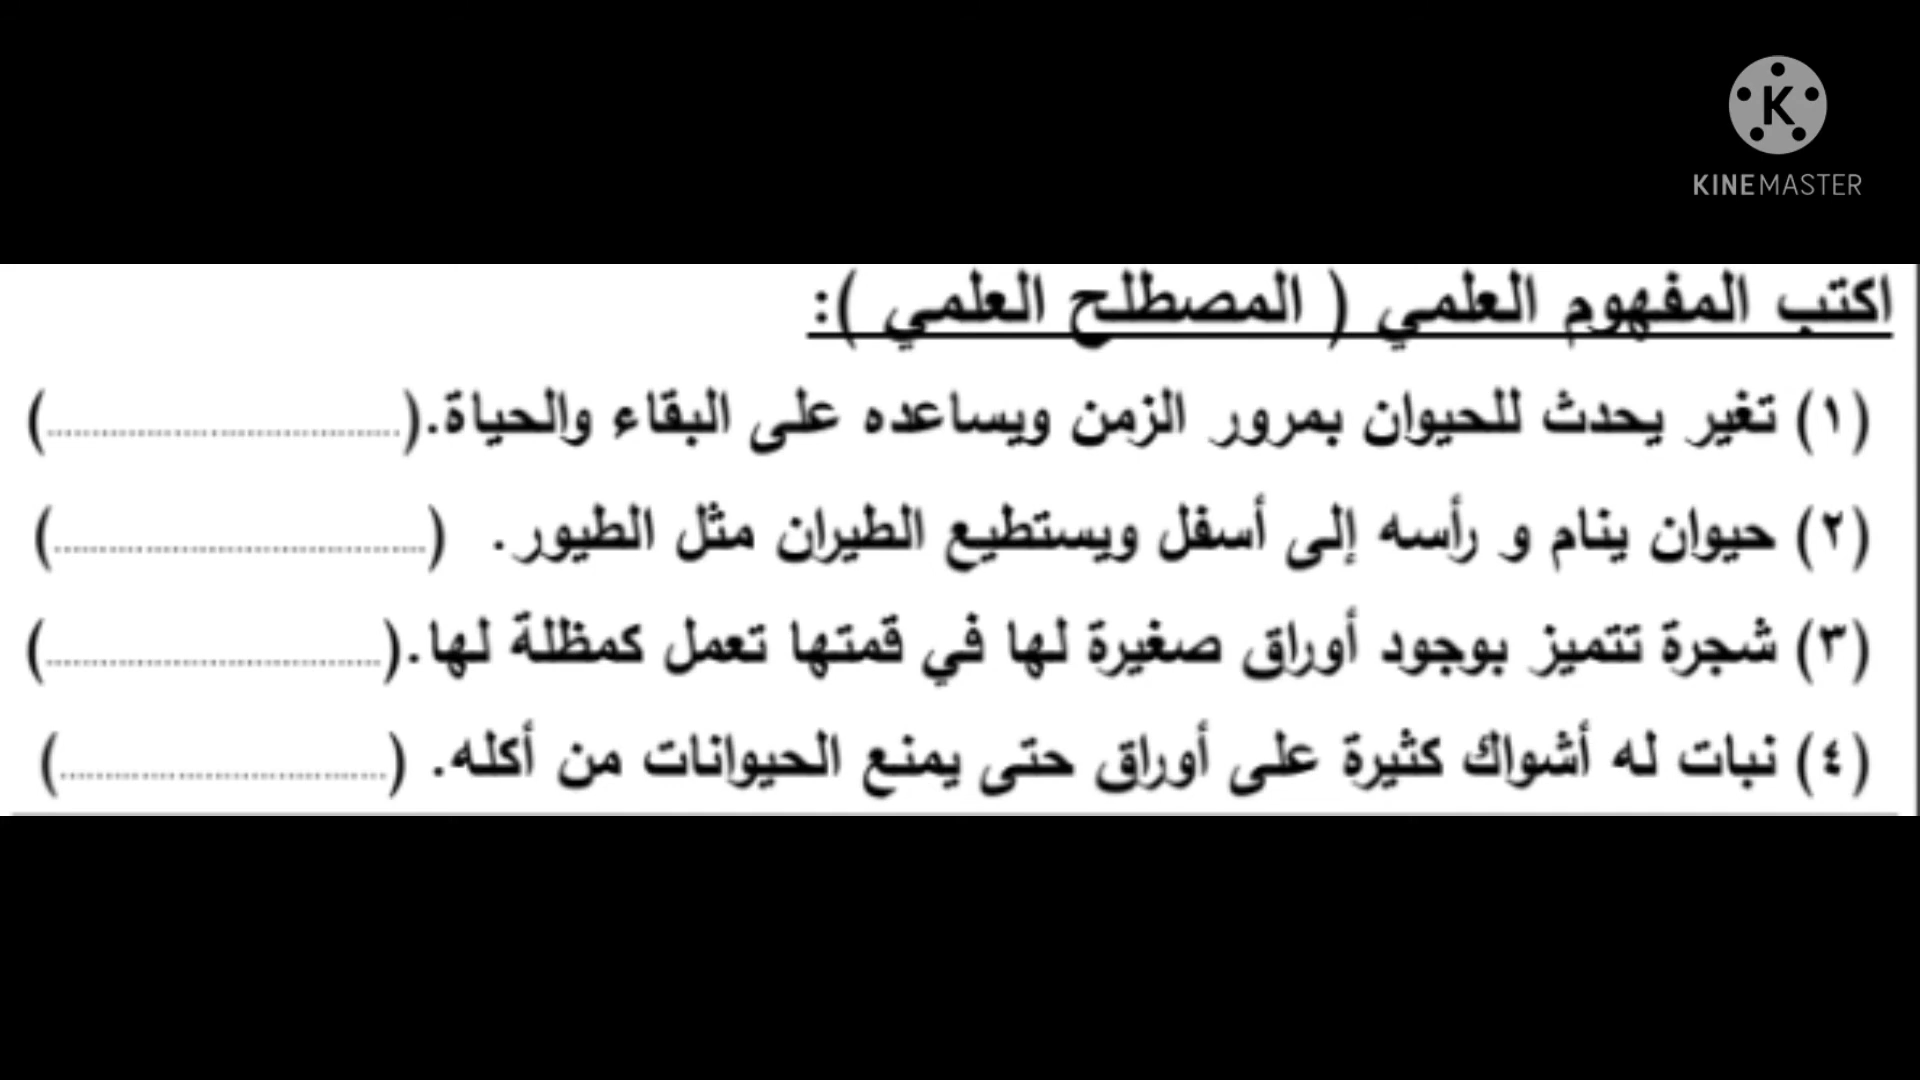 KINEMASTER
اكتب المفهوم العلمي ( المصطلح العلمي ):
(١) تغير يحدث للحيوان بمرور الزمن ويساعده على البقاء والحياة.(....................................)
(٢) حيوان ينام و رأسه إلى أسفل ويستطيع الطيران مثل الطيور. (....................................)
(٣) شجرة تتميز بوجود أوراق صغيرة لها في قمتها تعمل كمظلة لها.(....................................)
(٤) نبات له أشواك كثيرة على أوراق حتى يمنع الحيوانات من أكله. (....................................)